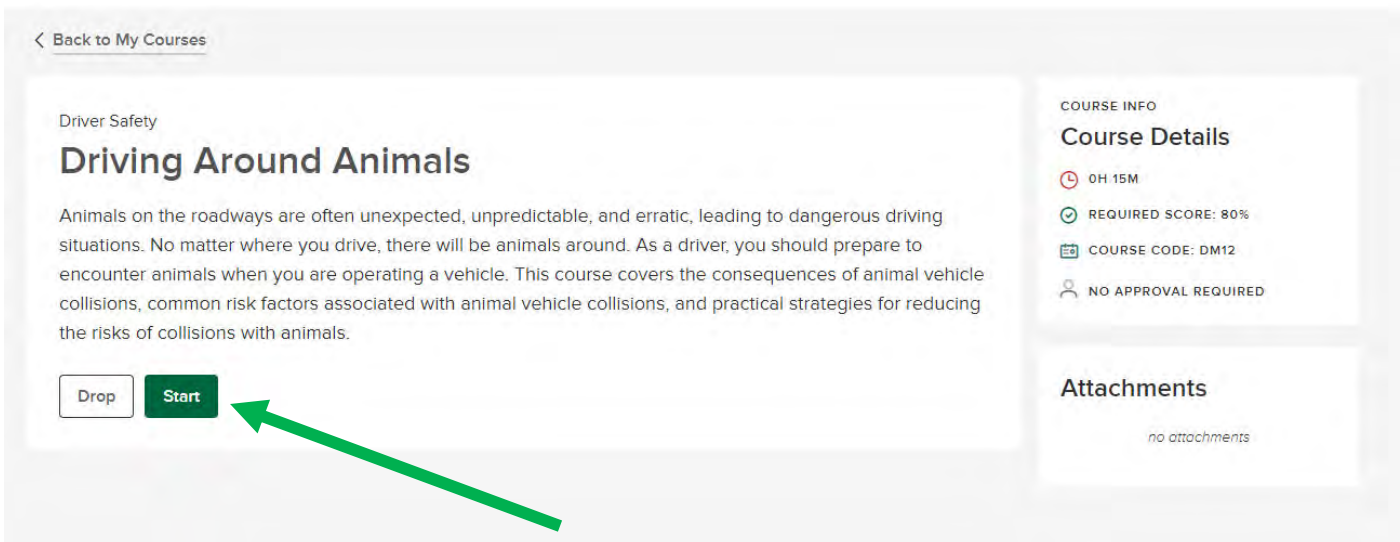 Back to My Courses
Driver Safety
Driving Around Animals
Animals on the roadways are often unexpected, unpredictable, and erratic, leading to dangerous driving
situations. No matter where you drive, there will be animals around. As a driver, you should prepare to
encounter animals when you are operating a vehicle. This course covers the consequences of animal vehicle
collisions, common risk factors associated with animal vehicle collisions, and practical strategies for reducing
the risks of collisions with animals.
Drop
Start
COURSE INFO
Course Details
0H 15M
REQUIRED SCORE: 80%
COURSE CODE: DM12
NO APPROVAL REQUIRED
Attachments
no attachments